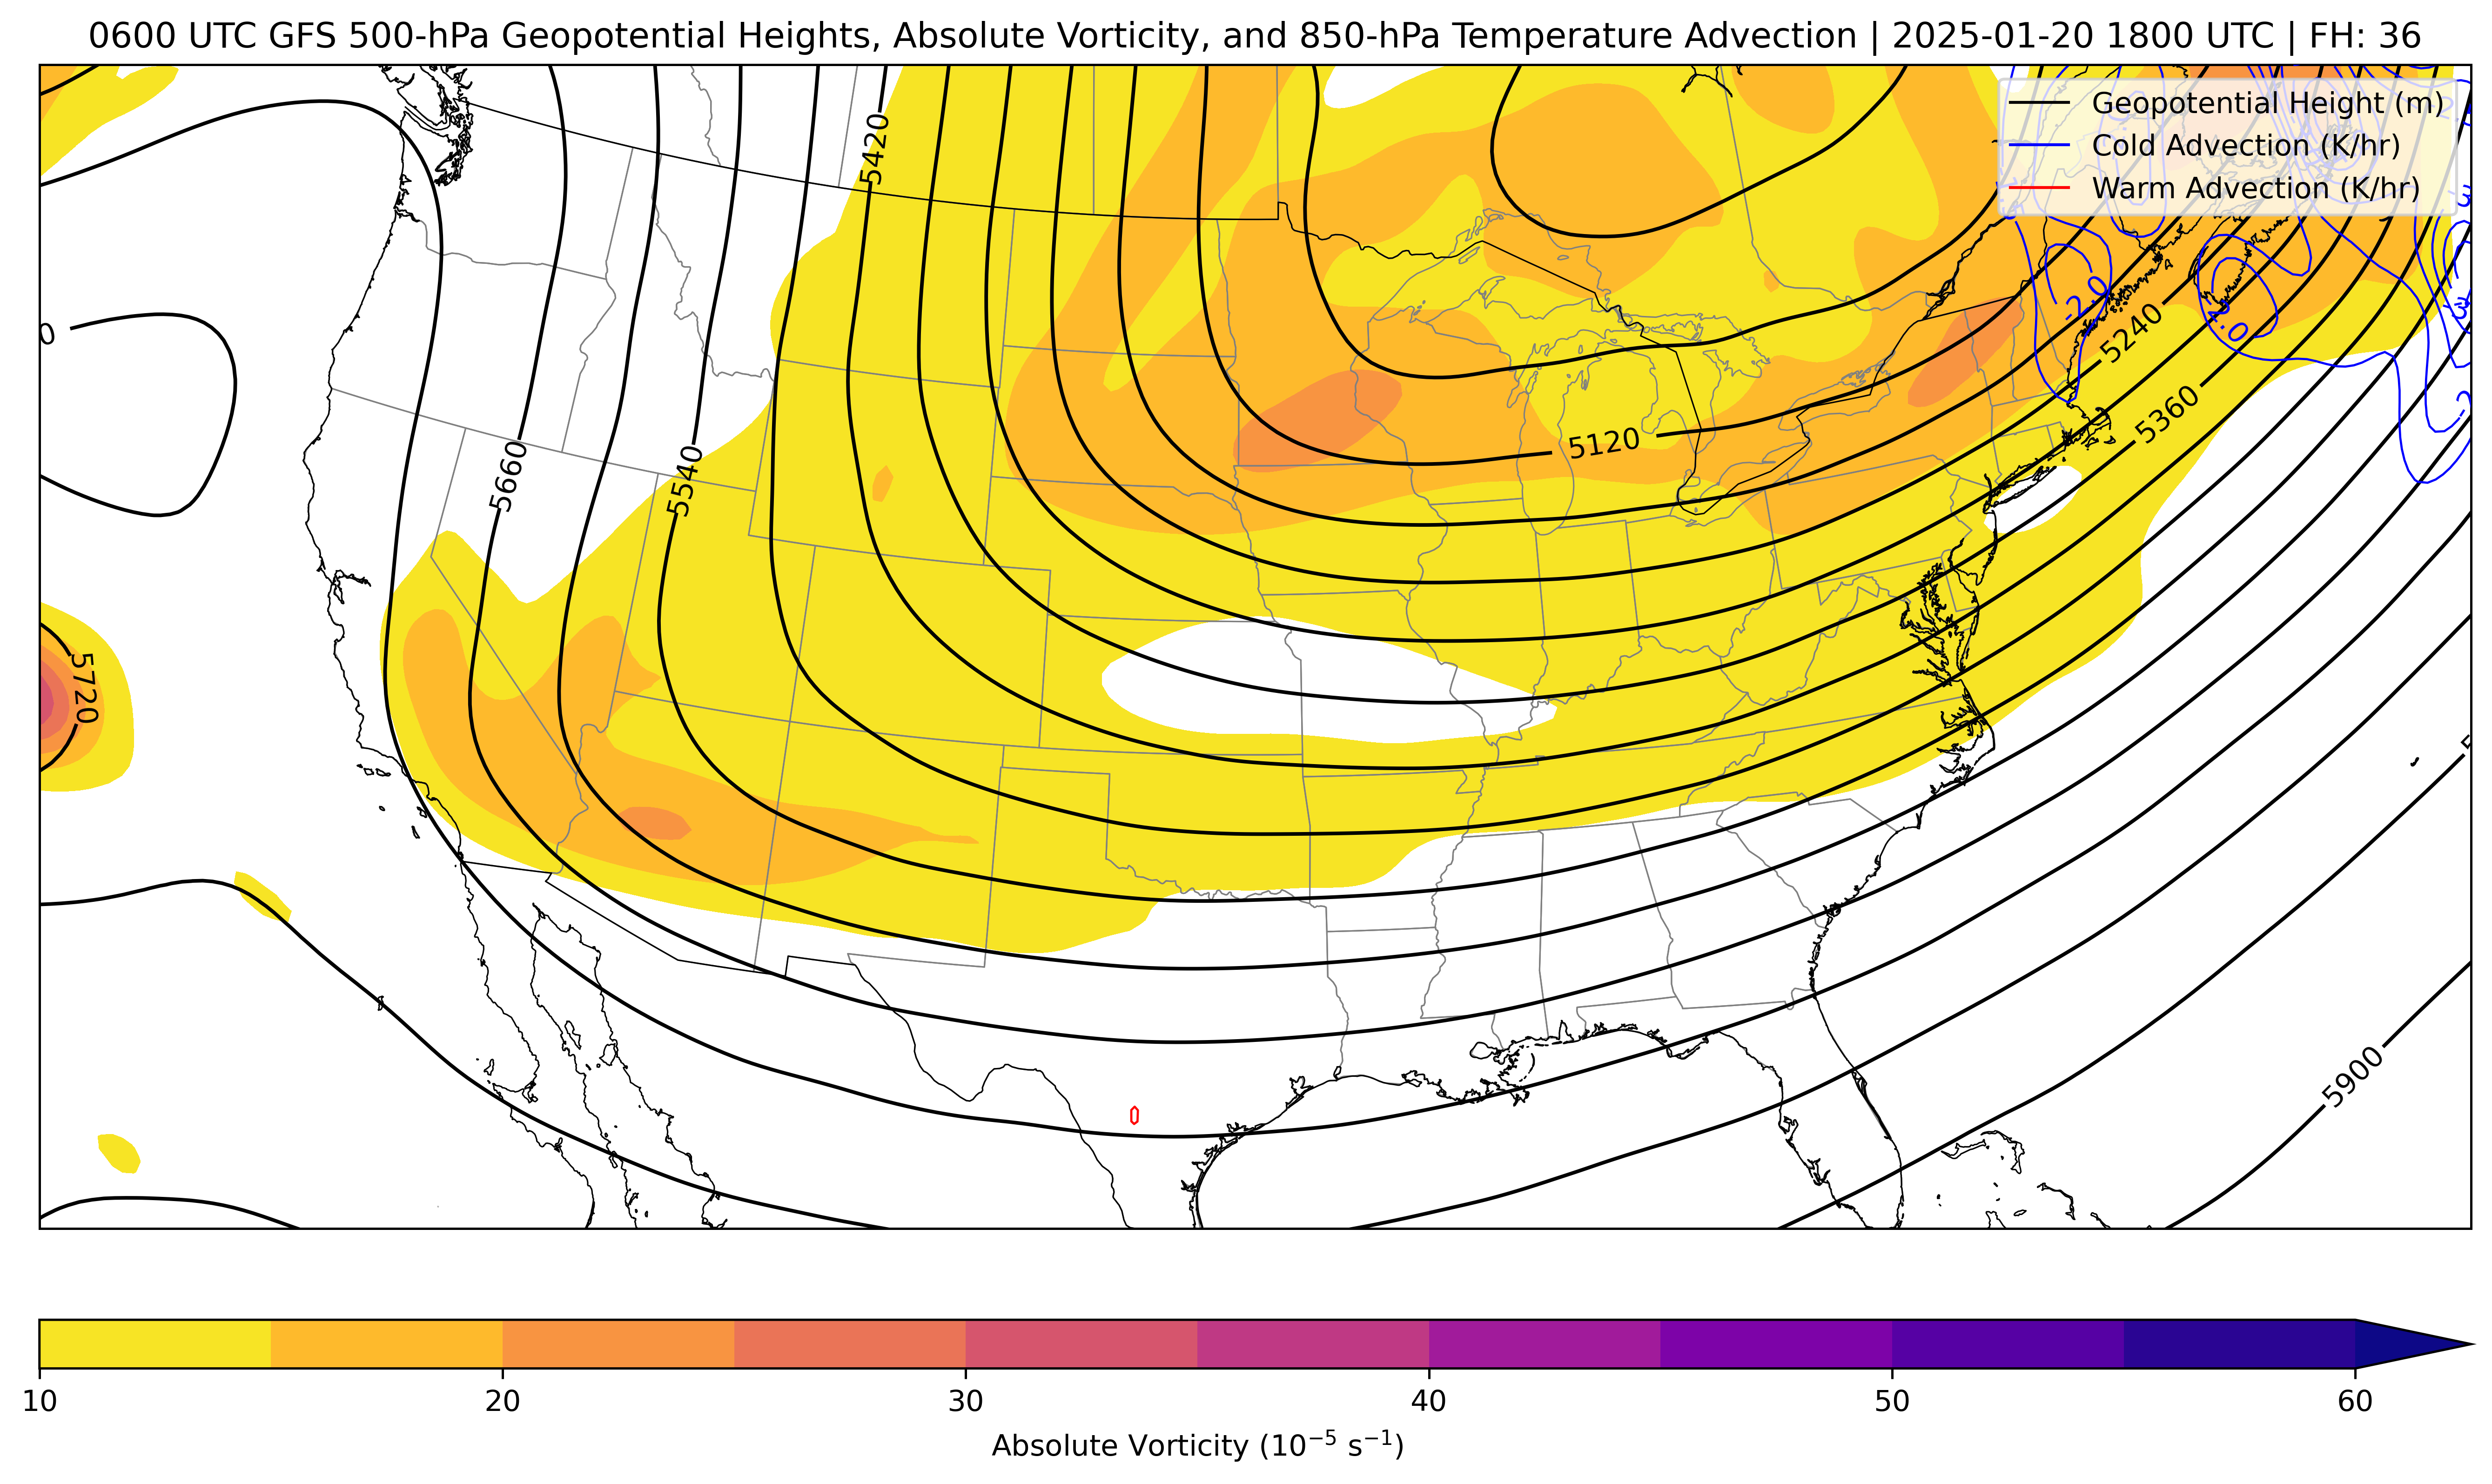 0600 UTC GFS 500-hPa Geopotential Heights, Absolute Vorticity, and 850-hPa Temperature Advection | 2025-01-20 1800 UTC | FH: 36
Geopotential Height (m)
Cold Advection (K/hr)
Warm Advection (K/hr)
5420
-2.0
5240
5360
5120
5660
5540
5720
5900
10 20 30 40 50 60
Absolute Vorticity (10⁻⁵ s⁻¹)